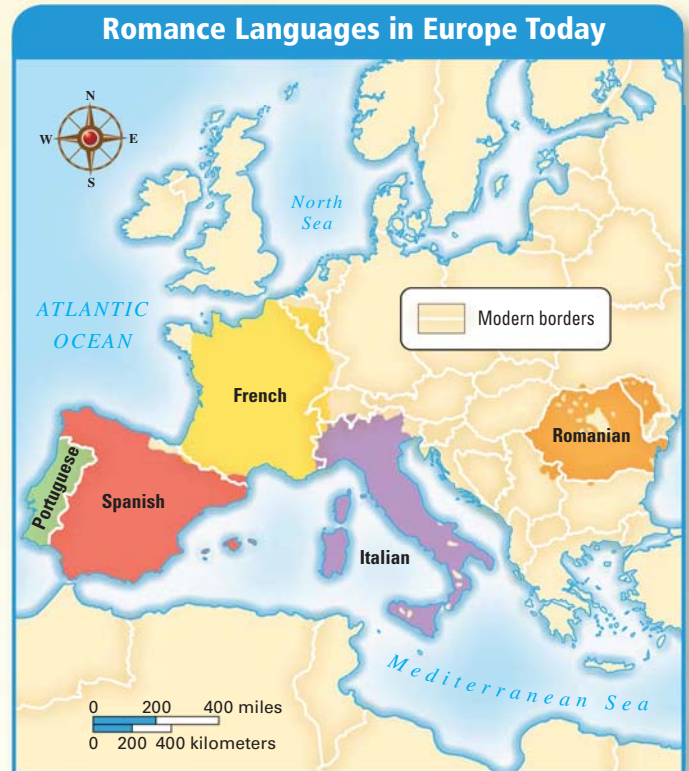 Romance Languages in Europe Today
N
W
E
S
North
Sea
ATLANTIC
OCEAN
Modern borders
French
Romanian
Portuguese
Spanish
Italian
Mediterranean Sea
0 200 400 miles
0 200 400 kilometers